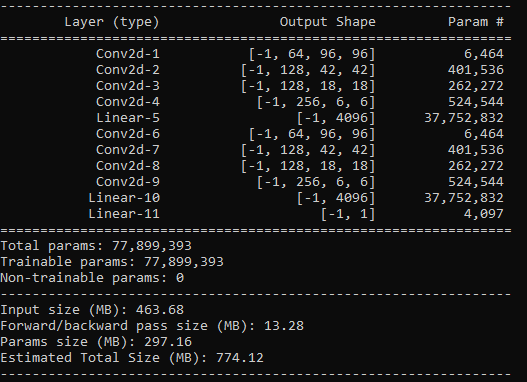 ----------------------------------------------------------------
        Layer (type)               Output Shape         Param #
================================================================
            Conv2d-1           [-1, 64, 96, 96]           6,464
            Conv2d-2          [-1, 128, 42, 42]         401,536
            Conv2d-3          [-1, 128, 18, 18]         262,272
            Conv2d-4            [-1, 256, 6, 6]         524,544
            Linear-5                 [-1, 4096]      37,752,832
            Conv2d-6           [-1, 64, 96, 96]           6,464
            Conv2d-7          [-1, 128, 42, 42]         401,536
            Conv2d-8          [-1, 128, 18, 18]         262,272
            Conv2d-9            [-1, 256, 6, 6]         524,544
           Linear-10                 [-1, 4096]      37,752,832
           Linear-11                    [-1, 1]           4,097
================================================================
Total params: 77,899,393
Trainable params: 77,899,393
Non-trainable params: 0
----------------------------------------------------------------
Input size (MB): 463.68
Forward/backward pass size (MB): 13.28
Params size (MB): 297.16
Estimated Total Size (MB): 774.12
----------------------------------------------------------------